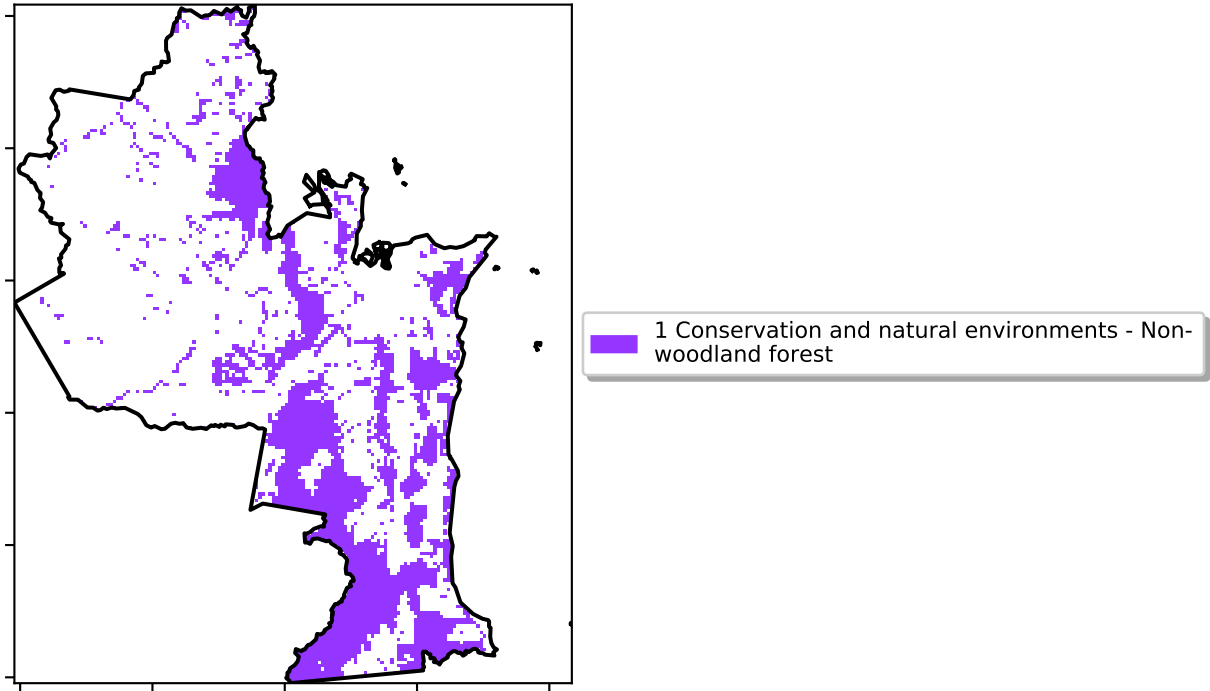 1 Conservation and natural environments - Non-
woodland forest